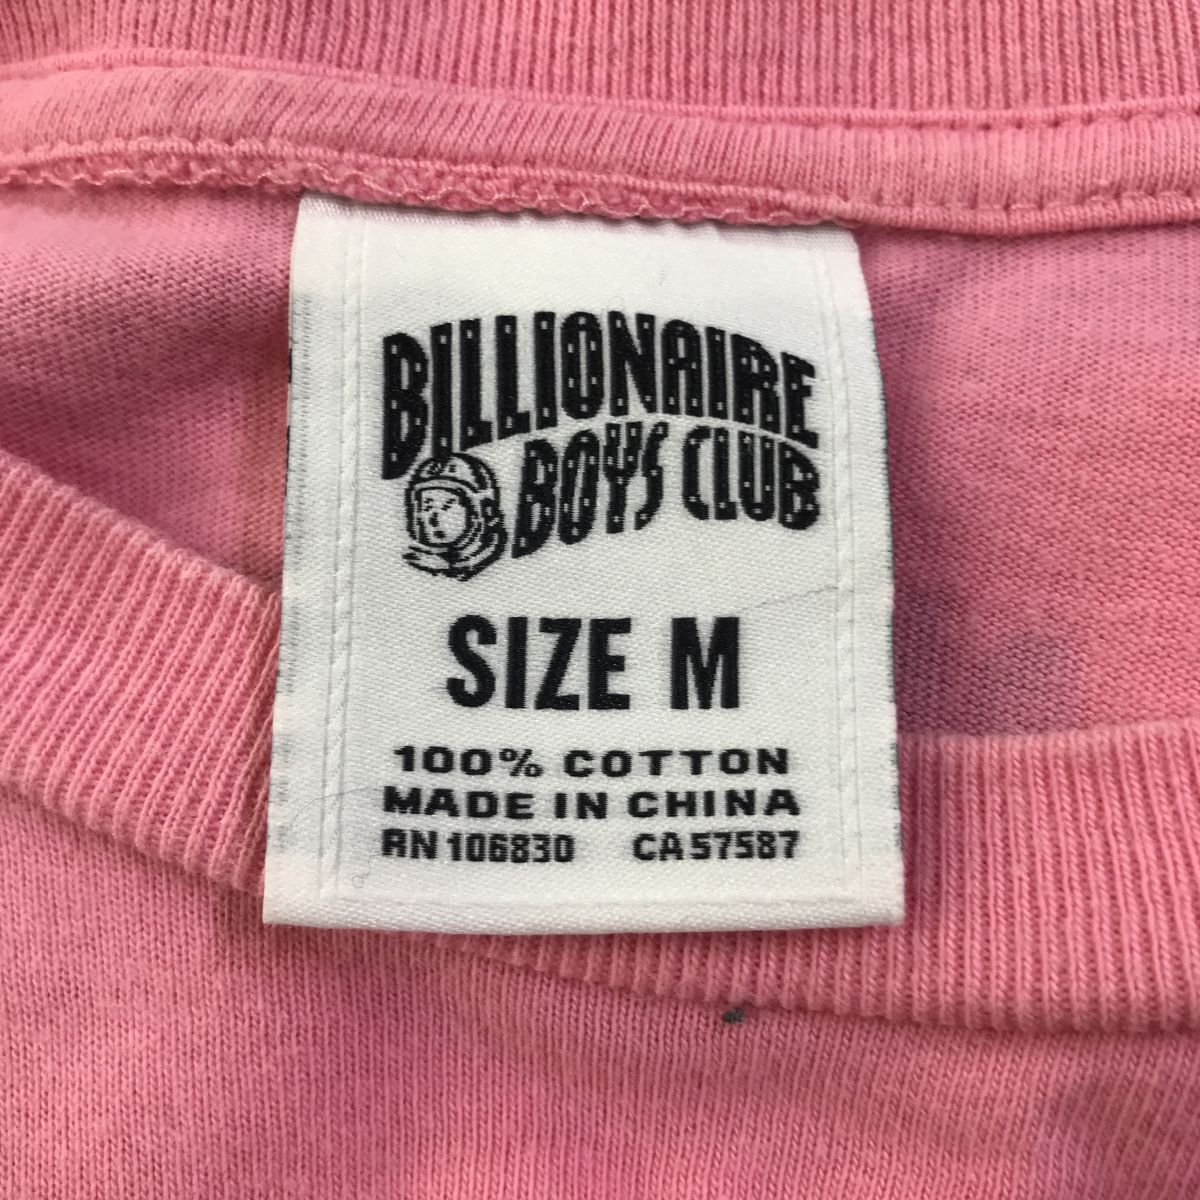 BILLIONAIRE
BOYS CLUB
SIZE M
100% COTTON
MADE IN CHINA
RN 106830 CA 57587